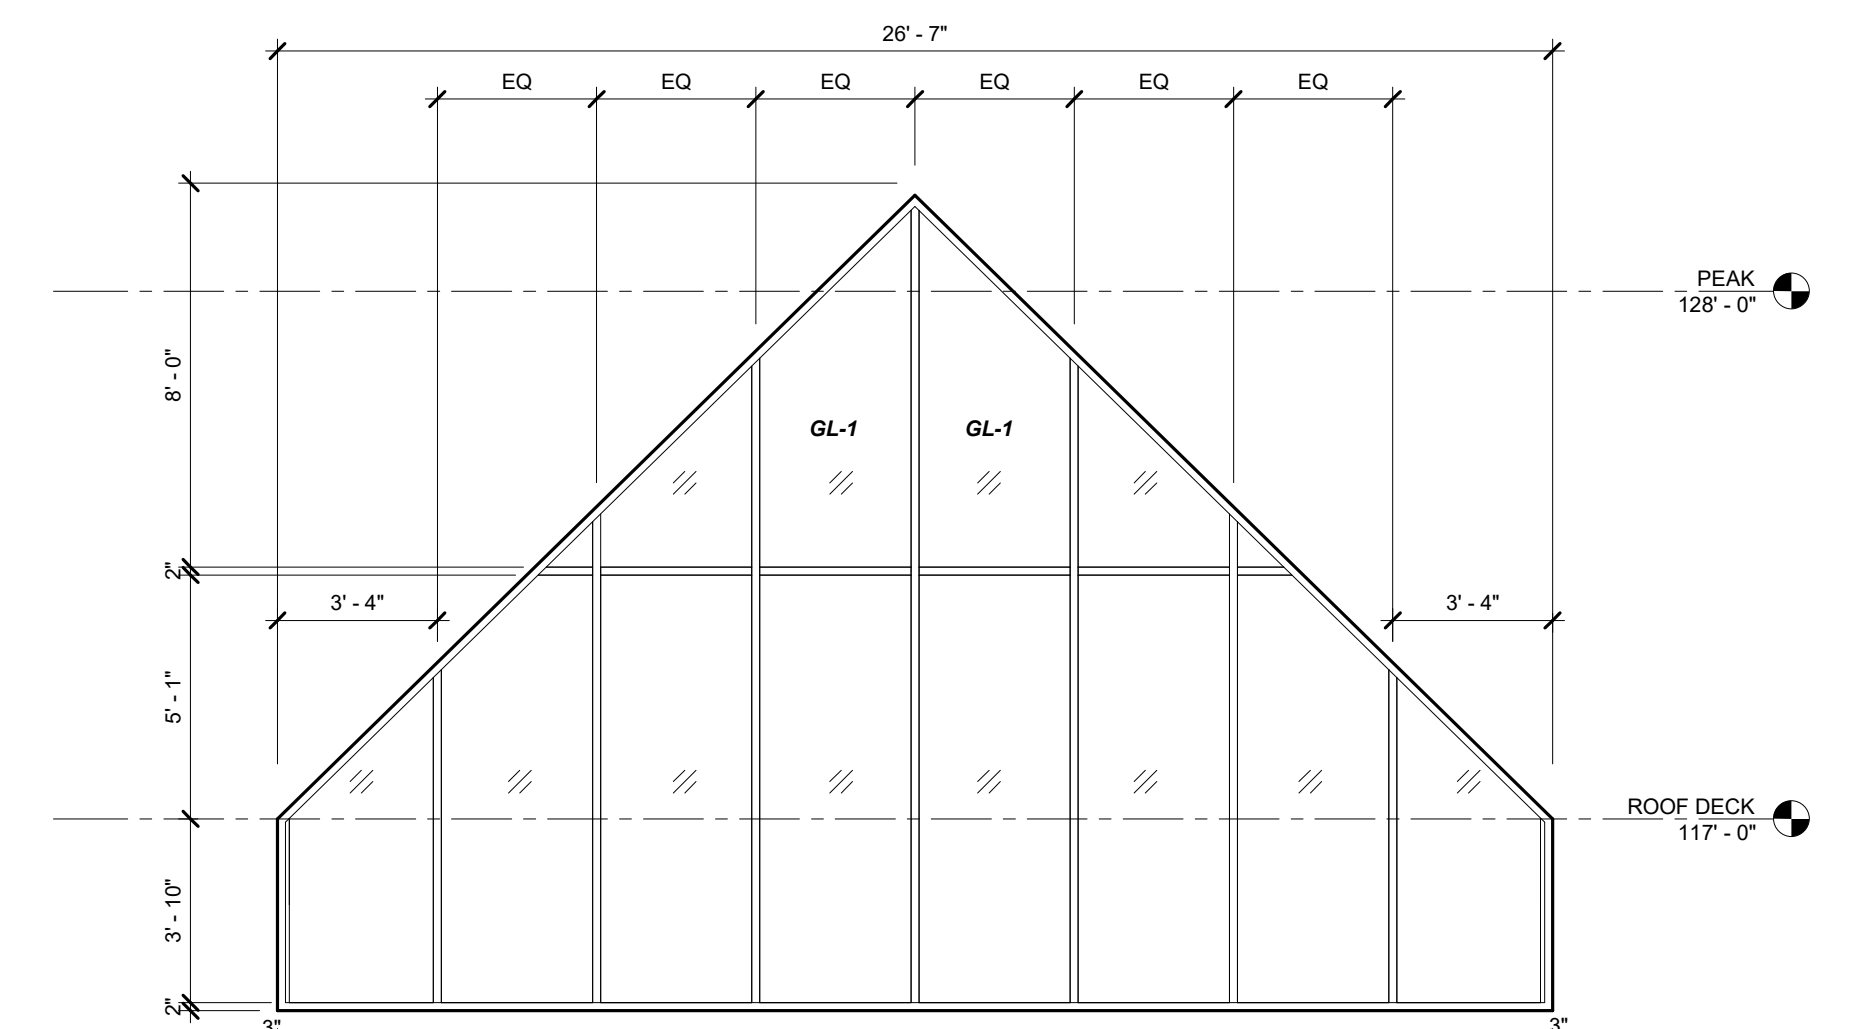 26' - 7"
EQ EQ EQ EQ EQ EQ
PEAK
128' - 0"
8' - 0"
GL-1 GL-1
2"
3' - 4" 3' - 4"
5' - 1"
ROOF DECK
117' - 0"
3' - 10"
2"
3" 3"